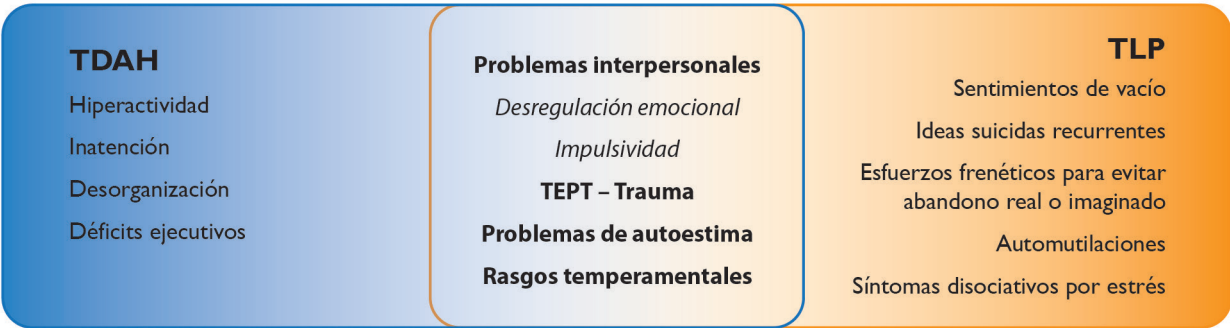 TDAH
Hiperactividad
Inatención
Desorganización
Déficits ejecutivos
Problemas interpersonales
Desregulación emocional
Impulsividad
TEPT – Trauma
Problemas de autoestima
Rasgos temperamentales
TLP
Sentimientos de vacío
Ideas suicidas recurrentes
Esfuerzos frenéticos para evitar
abandono real o imaginado
Automutilaciones
Síntomas disociativos por estrés